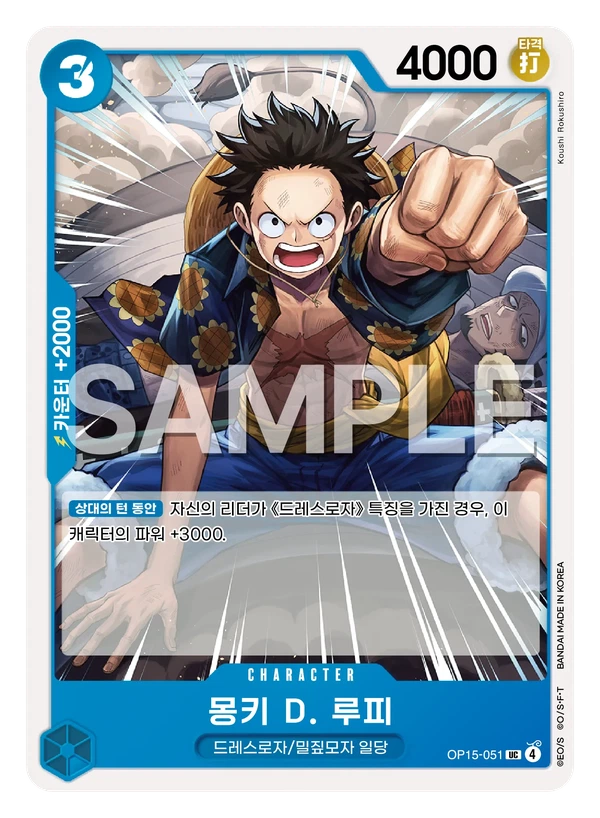 3
4000
타격
打
Koushi Rokushiro
카운터 +2000
SAMPLE
상대의 턴 동안 자신의 리더가 《드레스로자》 특징을 가진 경우, 이
캐릭터의 파워 +3000.
CHARACTER
몽키 D. 루피
드레스로자/밀짚모자 일당
OP15-051 UC 4
©EO/S ©O/S·F·T BANDAI MADE IN KOREA